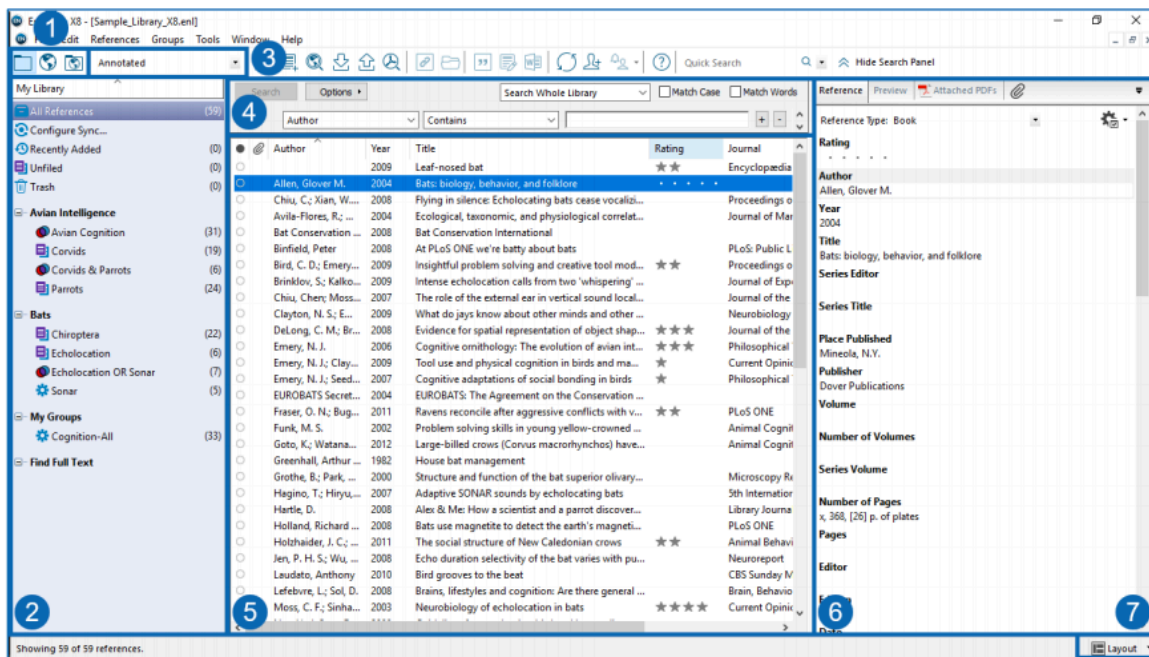 E X8 - [Sample_Library_X8.enl]
1
Edit References Groups Tools Window Help
Annotated
3
Quick Search
Hide Search Panel
My Library
All References (59)
Configure Sync...
Recently Added (0)
Unfiled (0)
Trash (0)
Avian Intelligence
Avian Cognition (31)
Corvids (19)
Corvids & Parrots (6)
Parrots (24)
Bats
Chiroptera (22)
Echolocation (6)
Echolocation OR Sonar (7)
Sonar (5)
My Groups
Cognition-All (33)
Find Full Text
2
Search Options Search Whole Library Match Case Match Words
4
Author Contains + -
Author Year Title Rating Journal
2009 Leaf-nosed bat ★★ Encyclopædia
Allen, Glover M. 2004 Bats: biology, behavior, and folklore · · · · ·
Chiu, C.; Xian, W.... 2008 Flying in silence: Echolocating bats cease vocalizi... Proceedings o
Avila-Flores, R.; ... 2004 Ecological, taxonomic, and physiological correlat... Journal of Mar
Bat Conservation ... 2008 Bat Conservation International
Binfield, Peter 2008 At PLoS ONE we're batty about bats PLoS: Public L
Bird, C. D.; Emery... 2009 Insightful problem solving and creative tool mod... ★★ Proceedings o
Brinklov, S.; Kalko... 2009 Intense echolocation calls from two 'whispering' ... Journal of Exp
Chiu, Chen; Moss... 2007 The role of the external ear in vertical sound local... Journal of the
Clayton, N. S.; E... 2009 What do jays know about other minds and other ... Neurobiology
DeLong, C. M.; Br... 2008 Evidence for spatial representation of object shap... ★★★ Journal of the
Emery, N. J. 2006 Cognitive ornithology: The evolution of avian int... ★★★ Philosophical
Emery, N. J.; Clay... 2009 Tool use and physical cognition in birds and ma... ★ Current Opinic
Emery, N. J.; Seed... 2007 Cognitive adaptations of social bonding in birds ★ Philosophical
EUROBATS Secret... 2004 EUROBATS: The Agreement on the Conservation ...
Fraser, O. N.; Bug... 2011 Ravens reconcile after aggressive conflicts with v... ★★ PLoS ONE
Funk, M. S. 2002 Problem solving skills in young yellow-crowned ... Animal Cognit
Goto, K.; Watana... 2012 Large-billed crows (Corvus macrorhynchos) have... Animal Cognit
Greenhall, Arthur ... 1982 House bat management
Grothe, B.; Park, ... 2000 Structure and function of the bat superior olivary... Microscopy Re
Hagino, T.; Hiryu,... 2007 Adaptive SONAR sounds by echolocating bats 5th Internation
Hartle, D. 2008 Alex & Me: How a scientist and a parrot discover... Library Journa
Holland, Richard ... 2008 Bats use magnetite to detect the earth's magneti... PLoS ONE
Holzhaider, J. C.; ... 2011 The social structure of New Caledonian crows ★★ Animal Behavi
Jen, P. H. S.; Wu, ... 2008 Echo duration selectivity of the bat varies with pu... Neuroreport
Laudato, Anthony 2010 Bird grooves to the beat CBS Sunday M
Lefebvre, L.; Sol, D. 2008 Brains, lifestyles and cognition: Are there general ... Brain, Behavio
Moss, C. F.; Sinha... 2003 Neurobiology of echolocation in bats ★★★★ Current Opinic
5
Reference Preview Attached PDFs
Reference Type: Book
Rating
· · · · ·
Author
Allen, Glover M.
Year
2004
Title
Bats: biology, behavior, and folklore
Series Editor
Series Title
Place Published
Mineola, N.Y.
Publisher
Dover Publications
Volume
Number of Volumes
Series Volume
Number of Pages
x, 368, [26] p. of plates
Pages
Editor
Date
6
7
Showing 59 of 59 references.
Layout